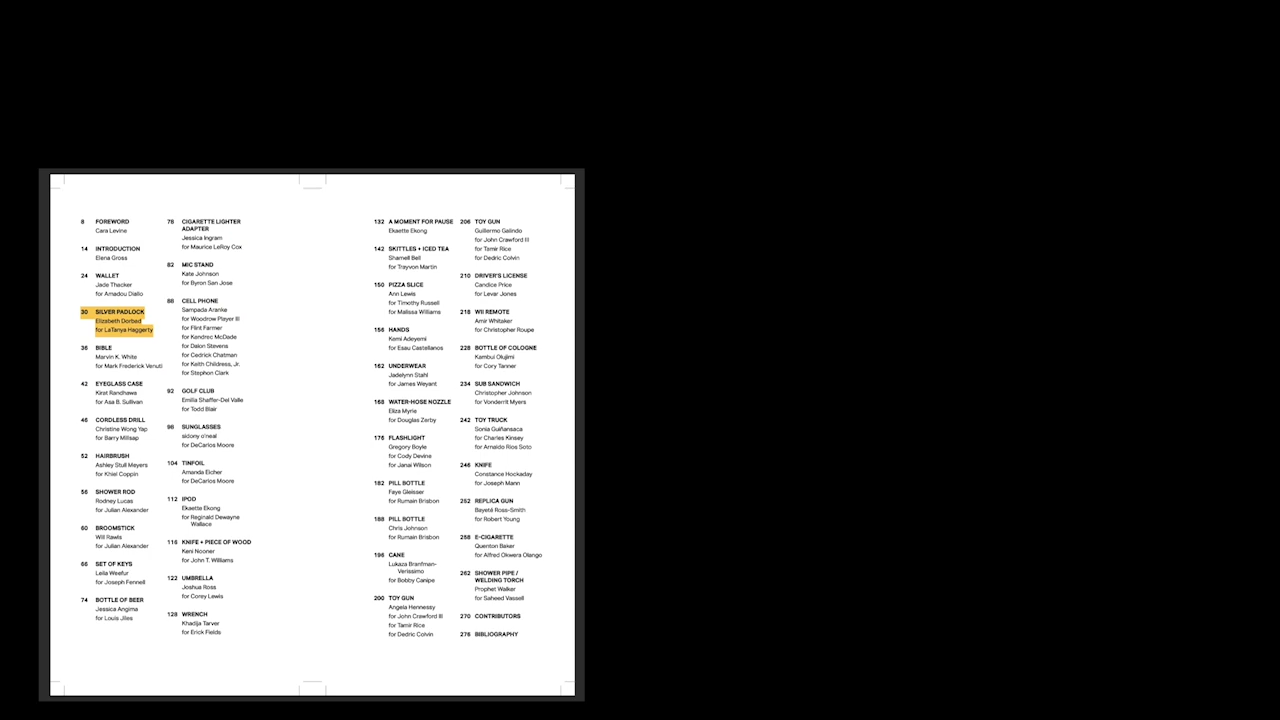 8 FOREWORD
Cara Levine
14 INTRODUCTION
Elena Gross
24 WALLET
Jade Thacker
for Amadou Diallo
30 SILVER PADLOCK
Elizabeth Dorbad
for LaTanya Haggerty
36 BIBLE
Marvin K. White
for Mark Frederick Venuti
42 EYEGLASS CASE
Kirat Randhawa
for Asa B. Sullivan
46 CORDLESS DRILL
Christine Wong Yap
for Barry Millsap
52 HAIRBRUSH
Ashley Stull Meyers
for Khiel Coppin
56 SHOWER ROD
Rodney Lucas
for Julian Alexander
60 BROOMSTICK
Will Rawls
for Julian Alexander
66 SET OF KEYS
Leila Weefur
for Joseph Fennell
74 BOTTLE OF BEER
Jessica Angima
for Louis Jiles
78 CIGARETTE LIGHTER
ADAPTER
Jessica Ingram
for Maurice LeRoy Cox
82 MIC STAND
Kate Johnson
for Byron San Jose
88 CELL PHONE
Sampada Aranke
for Woodrow Player III
for Flint Farmer
for Kendrec McDade
for Dalon Stevens
for Cedrick Chatman
for Keith Childress, Jr.
for Stephon Clark
92 GOLF CLUB
Emilia Shaffer-Del Valle
for Todd Blair
98 SUNGLASSES
sidony o'neal
for DeCarlos Moore
104 TINFOIL
Amanda Eicher
for DeCarlos Moore
112 IPOD
Ekaette Ekong
for Reginald Dewayne
Wallace
116 KNIFE + PIECE OF WOOD
Keni Nooner
for John T. Williams
122 UMBRELLA
Joshua Ross
for Corey Lewis
128 WRENCH
Khadija Tarver
for Erick Fields
132 A MOMENT FOR PAUSE
Ekaette Ekong
142 SKITTLES + ICED TEA
Shamell Bell
for Trayvon Martin
150 PIZZA SLICE
Ann Lewis
for Timothy Russell
for Malissa Williams
156 HANDS
Kemi Adeyemi
for Esau Castellanos
162 UNDERWEAR
Jadelynn Stahl
for James Weyant
168 WATER-HOSE NOZZLE
Eliza Myrie
for Douglas Zerby
176 FLASHLIGHT
Gregory Boyle
for Cody Devine
for Janai Wilson
182 PILL BOTTLE
Faye Gleisser
for Rumain Brisbon
188 PILL BOTTLE
Chris Johnson
for Rumain Brisbon
196 CANE
Lukaza Branfman-
Verissimo
for Bobby Canipe
200 TOY GUN
Angela Hennessy
for John Crawford III
for Tamir Rice
for Dedric Colvin
206 TOY GUN
Guillermo Galindo
for John Crawford III
for Tamir Rice
for Dedric Colvin
210 DRIVER'S LICENSE
Candice Price
for Levar Jones
218 WII REMOTE
Amir Whitaker
for Christopher Roupe
228 BOTTLE OF COLOGNE
Kambui Olujimi
for Cory Tanner
234 SUB SANDWICH
Christopher Johnson
for Vonderrit Myers
242 TOY TRUCK
Sonia Guiñansaca
for Charles Kinsey
for Arnaldo Rios Soto
246 KNIFE
Constance Hockaday
for Joseph Mann
252 REPLICA GUN
Bayeté Ross-Smith
for Robert Young
258 E-CIGARETTE
Quenton Baker
for Alfred Okwera Olango
262 SHOWER PIPE /
WELDING TORCH
Prophet Walker
for Saheed Vassell
270 CONTRIBUTORS
276 BIBLIOGRAPHY